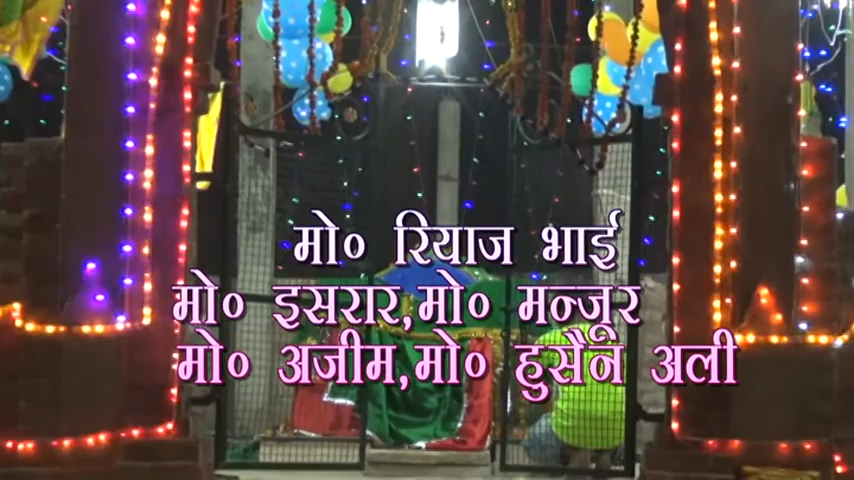 मो० रियाज भाई
मो० इसरार,मो० मन्जूर
मो० अजीम,मो० हुसैन अली